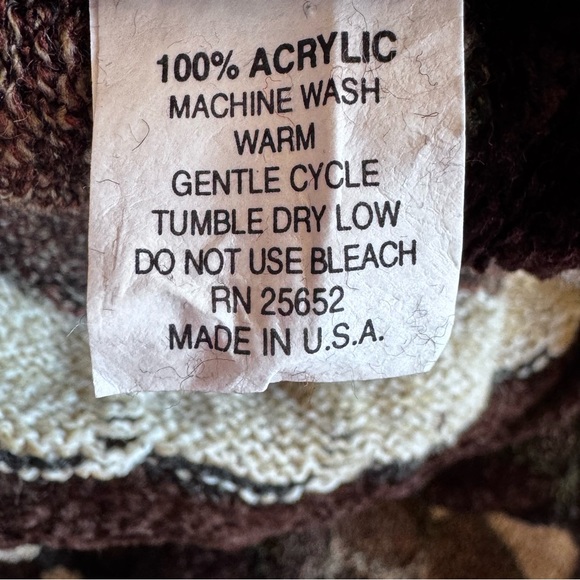 100% ACRYLIC
MACHINE WASH
WARM
GENTLE CYCLE
TUMBLE DRY LOW
DO NOT USE BLEACH
RN 25652
MADE IN U.S.A.